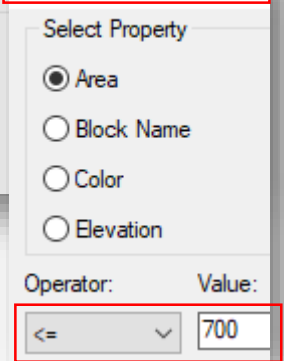 Select Property
Area
Block Name
Color
Elevation
Operator: Value:
<= 700